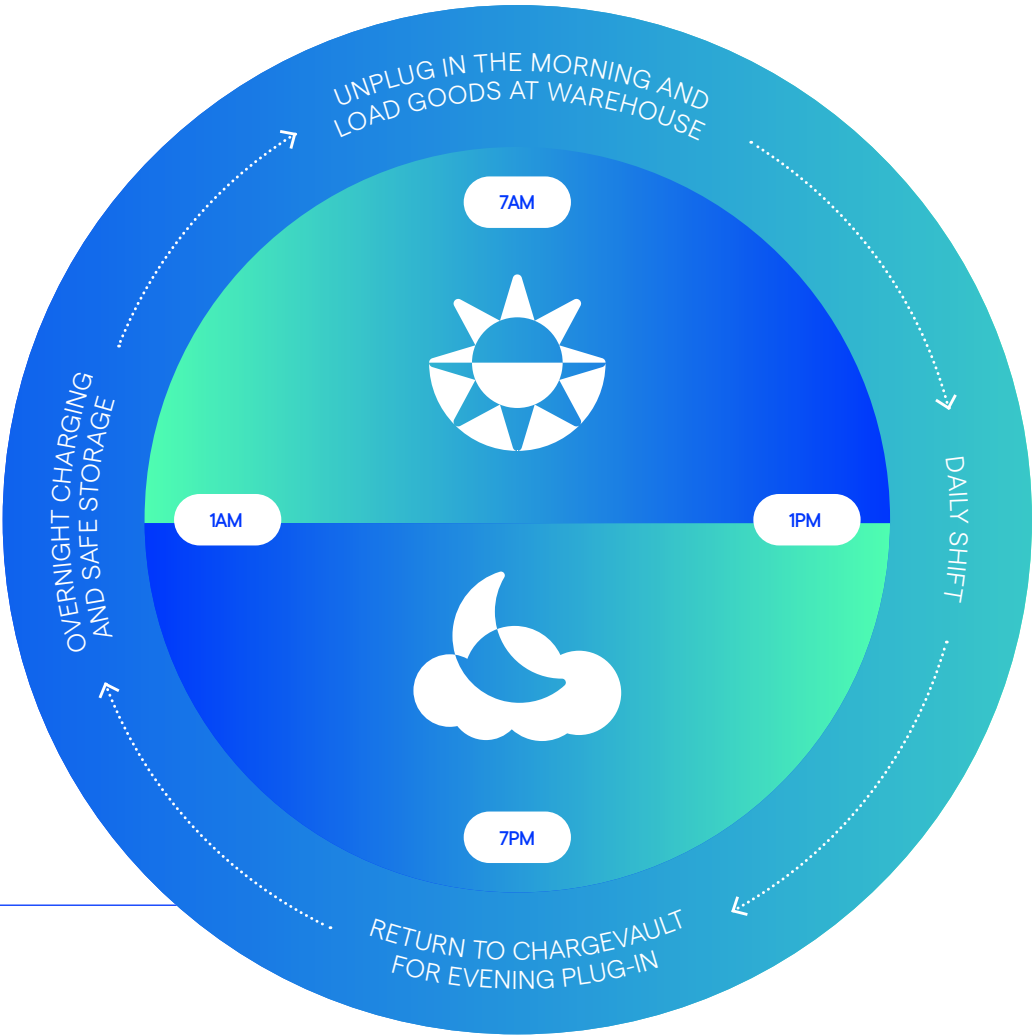 UNPLUG IN THE MORNING AND
LOAD GOODS AT WAREHOUSE
7AM
OVERNIGHT CHARGING
AND SAFE STORAGE
1AM
1PM
DAILY SHIFT
7PM
RETURN TO CHARGEVAULT
FOR EVENING PLUG-IN